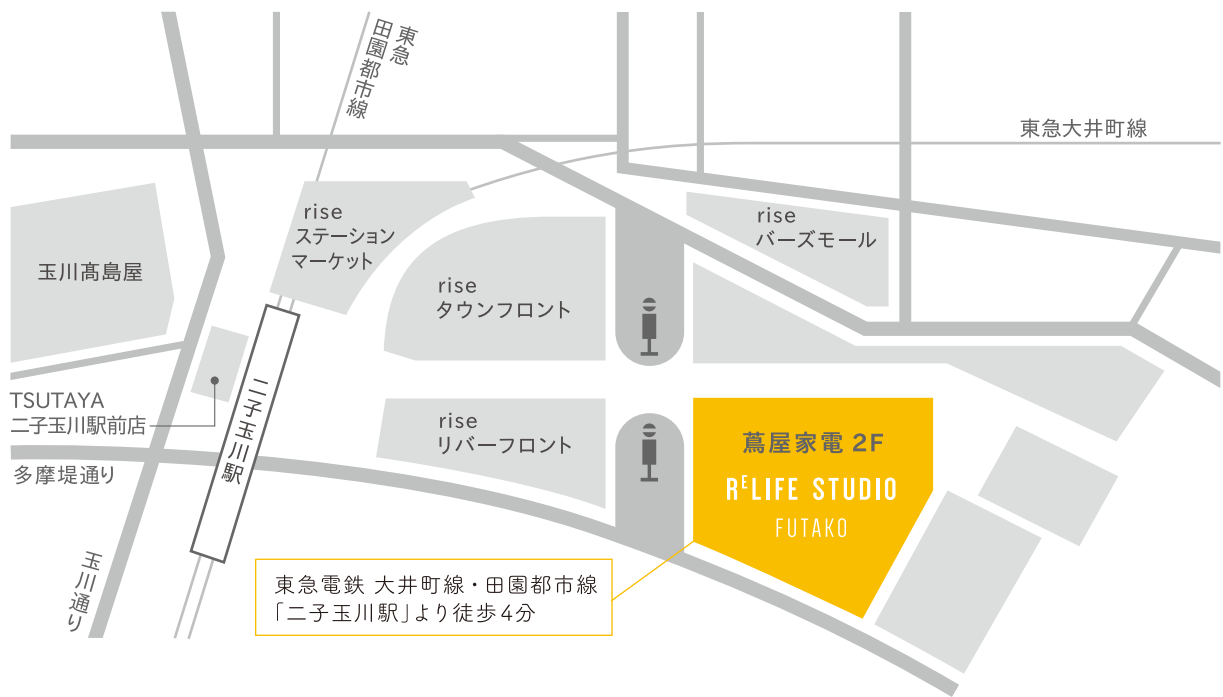 東急
田園都市線
東急大井町線
rise
ステーション
マーケット
rise
バーズモール
玉川髙島屋
rise
タウンフロント
TSUTAYA
二子玉川駅前店
二子玉川駅
rise
リバーフロント
蔦屋家電 2F
RELIFE STUDIO
FUTAKO
多摩堤通り
玉川通り
東急電鉄 大井町線・田園都市線
「二子玉川駅」より徒歩4分